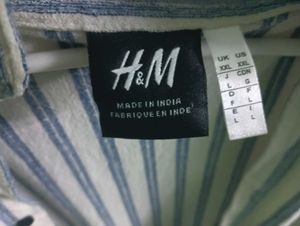 H&M
MADE IN INDIA
FABRIQUE EN INDE
UK US
XXL XXL
J CDN
L G
D F
F E
L L